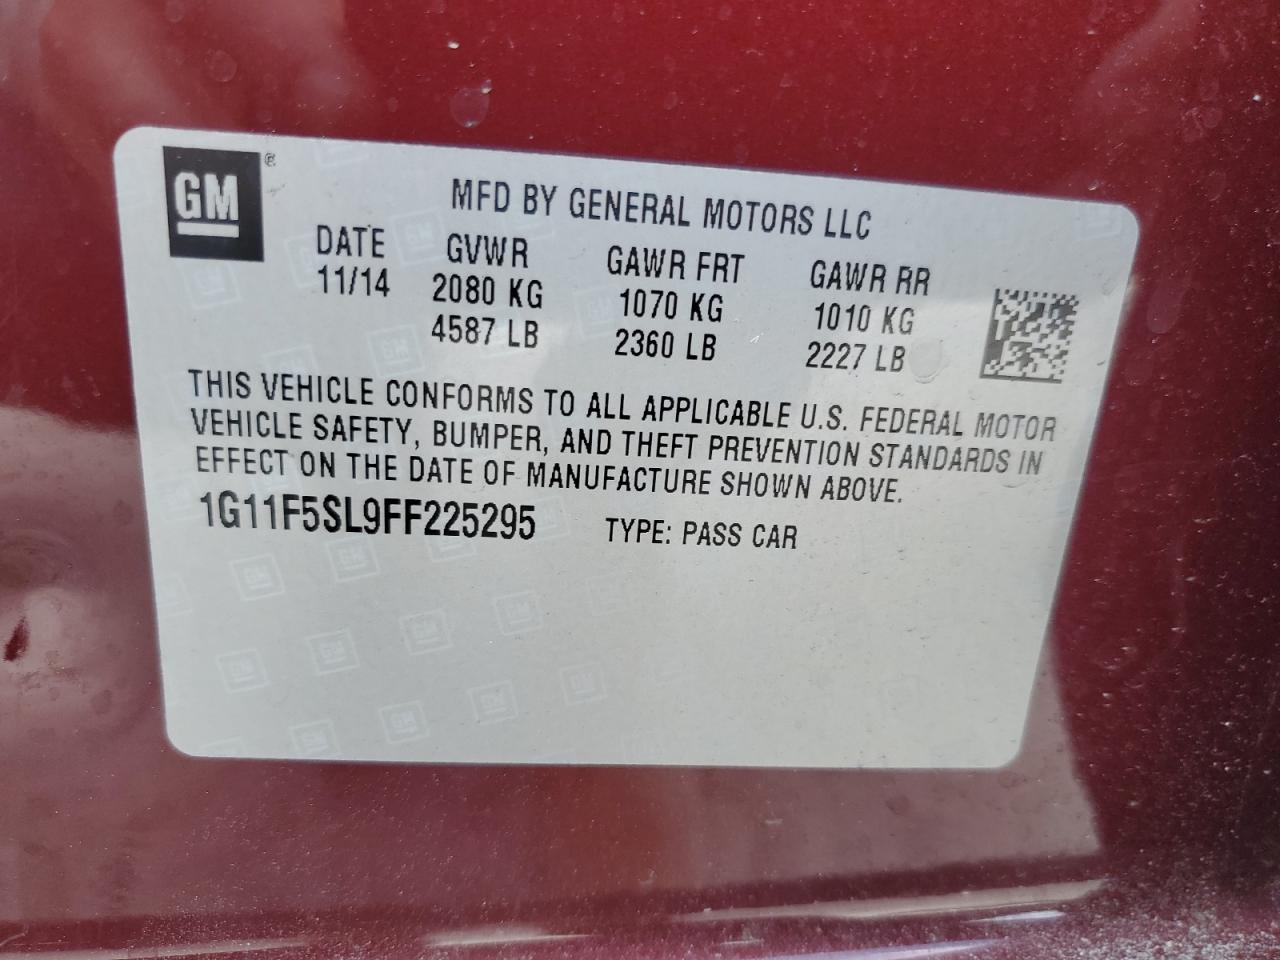 GM ®
MFD BY GENERAL MOTORS LLC
DATE GVWR GAWR FRT GAWR RR
11/14 2080 KG 1070 KG 1010 KG
4587 LB 2360 LB 2227 LB
THIS VEHICLE CONFORMS TO ALL APPLICABLE U.S. FEDERAL MOTOR
VEHICLE SAFETY, BUMPER, AND THEFT PREVENTION STANDARDS IN
EFFECT ON THE DATE OF MANUFACTURE SHOWN ABOVE.
1G11F5SL9FF225295 TYPE: PASS CAR